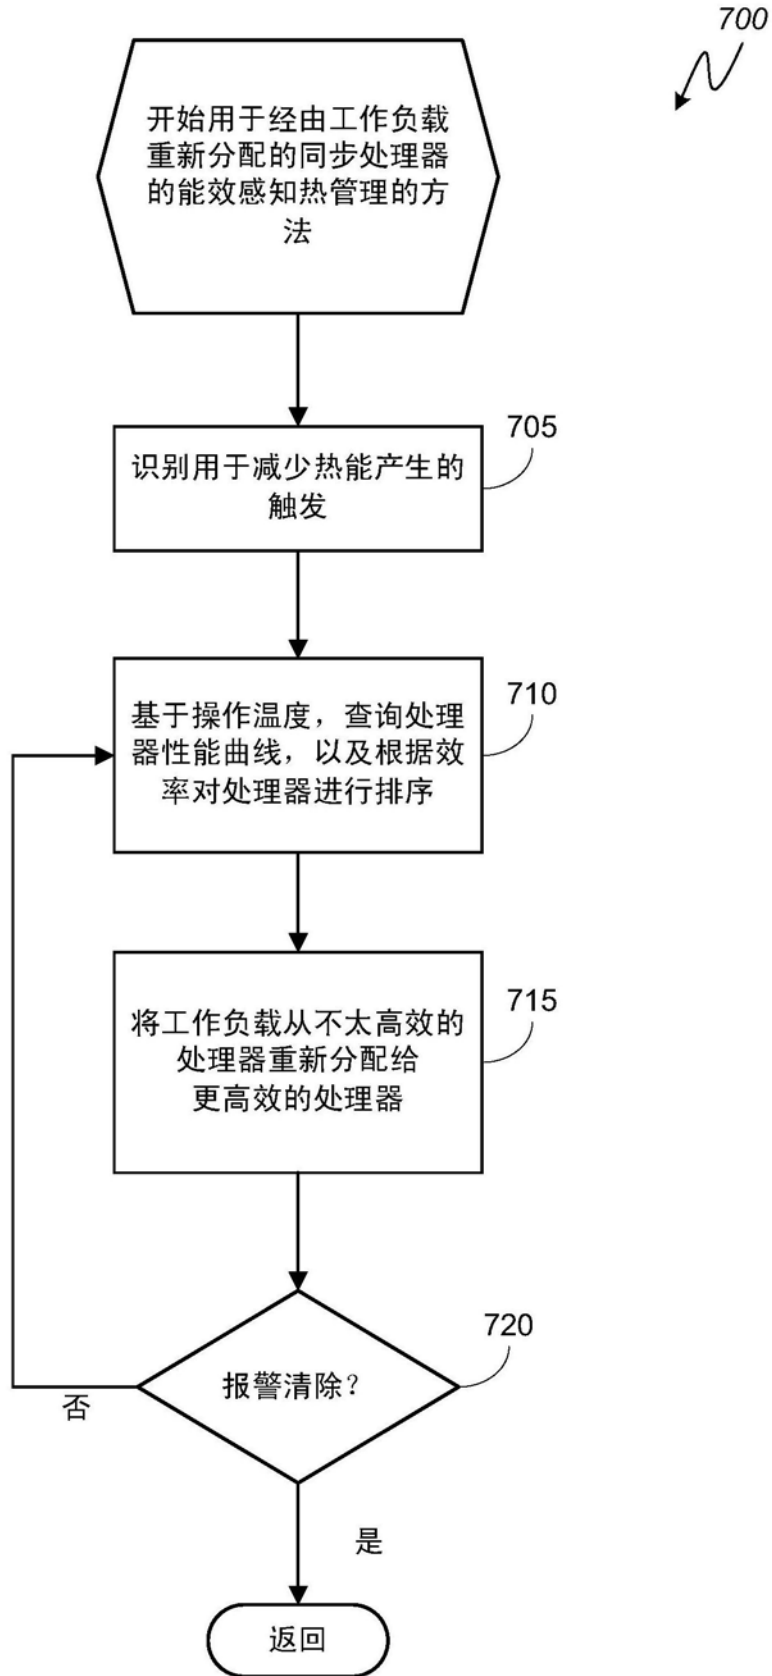 700
开始用于经由工作负载
重新分配的同步处理器
的能效感知热管理的方
法
705
识别用于减少热能产生的
触发
710
基于操作温度，查询处理
器性能曲线，以及根据效
率对处理器进行排序
715
将工作负载从不太高效的
处理器重新分配给
更高效的处理器
720
报警清除？
否
是
返回